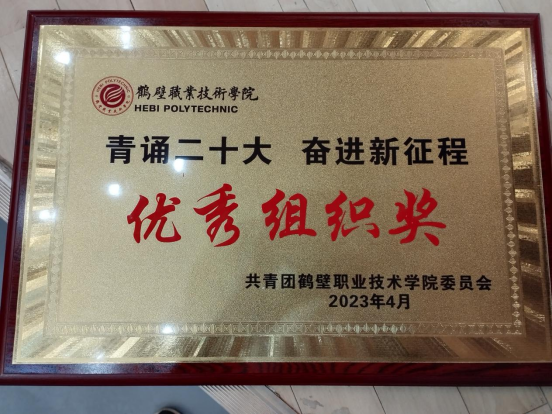 鹤壁職業技術學院
HEBI POLYTECHNIC
青诵二十大 奋进新征程
优秀组织奖
共青团鹤壁职业技术学院委员会
2023年4月